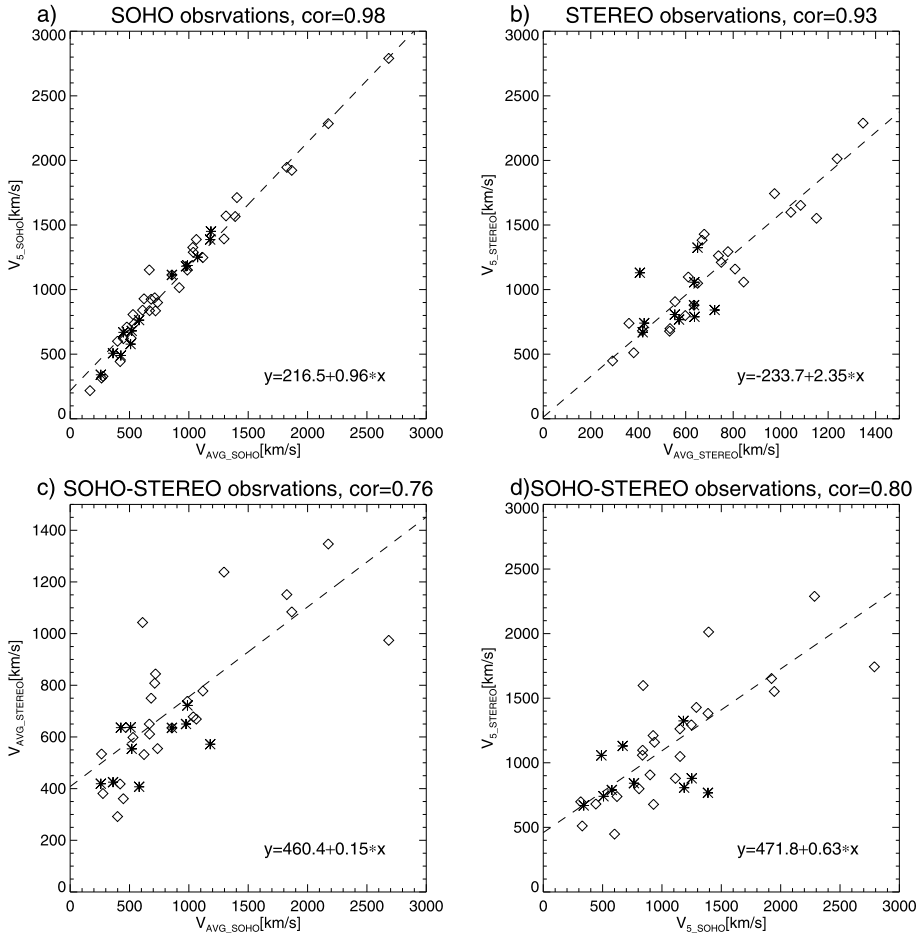 a) SOHO obsrvations, cor=0.98
3000
2500
2000
1500
1000
500
0
V5_SOHO[km/s]
y=216.5+0.96*x
0 500 1000 1500 2000 2500 3000
VAVG_SOHO[km/s]
b) STEREO observations, cor=0.93
3000
2500
2000
1500
1000
500
0
V5_STEREO[km/s]
y=-233.7+2.35*x
0 200 400 600 800 1000 1200 1400
VAVG_STEREO[km/s]
c) SOHO-STEREO obsrvations, cor=0.76
1400
1200
1000
800
600
400
200
0
VAVG_STEREO[km/s]
y=460.4+0.15*x
0 500 1000 1500 2000 2500 3000
VAVG_SOHO[km/s]
d) SOHO-STEREO observations, cor=0.80
3000
2500
2000
1500
1000
500
0
V5_STEREO[km/s]
y=471.8+0.63*x
0 500 1000 1500 2000 2500 3000
V5_SOHO[km/s]